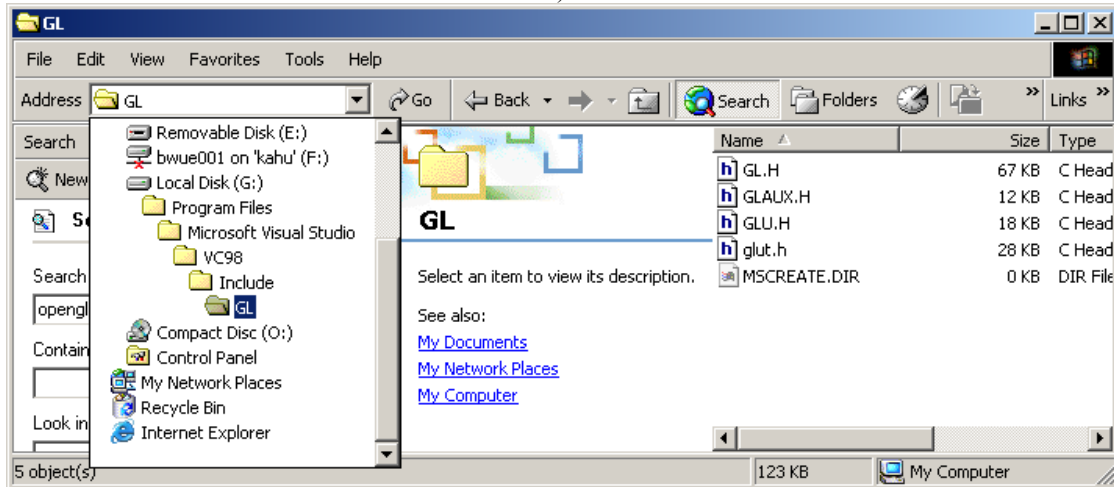 GL
File Edit View Favorites Tools Help
Address GL Go Back Search Folders » Links »
Search
New
Search
opengl
Contain
Look in
Removable Disk (E:)
bwue001 on 'kahu' (F:)
Local Disk (G:)
Program Files
Microsoft Visual Studio
VC98
Include
GL
Compact Disc (O:)
Control Panel
My Network Places
Recycle Bin
Internet Explorer
GL
Select an item to view its description.
See also:
My Documents
My Network Places
My Computer
Name Size Type
GL.H 67 KB C Head
GLAUX.H 12 KB C Head
GLU.H 18 KB C Head
glut.h 28 KB C Head
MSCREATE.DIR 0 KB DIR File
5 object(s) 123 KB My Computer